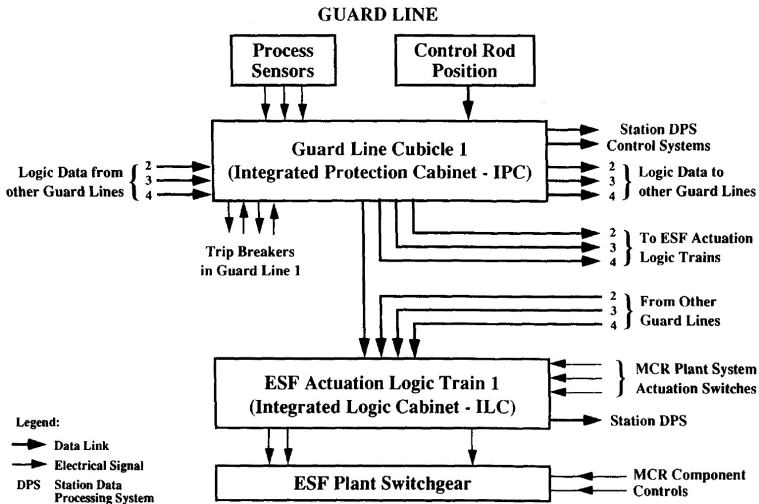 GUARD LINE
Process
Sensors
Control Rod
Position
Guard Line Cubicle 1
(Integrated Protection Cabinet - IPC)
Station DPS
Control Systems
Logic Data from
other Guard Lines
2
3
4
2
3
4
Logic Data to
other Guard Lines
Trip Breakers
in Guard Line 1
2
3
4
To ESF Actuation
Logic Trains
2
3
4
From Other
Guard Lines
ESF Actuation Logic Train 1
(Integrated Logic Cabinet - ILC)
MCR Plant System
Actuation Switches
Station DPS
Legend:
Data Link
Electrical Signal
DPS Station Data
Processing System
ESF Plant Switchgear
MCR Component
Controls